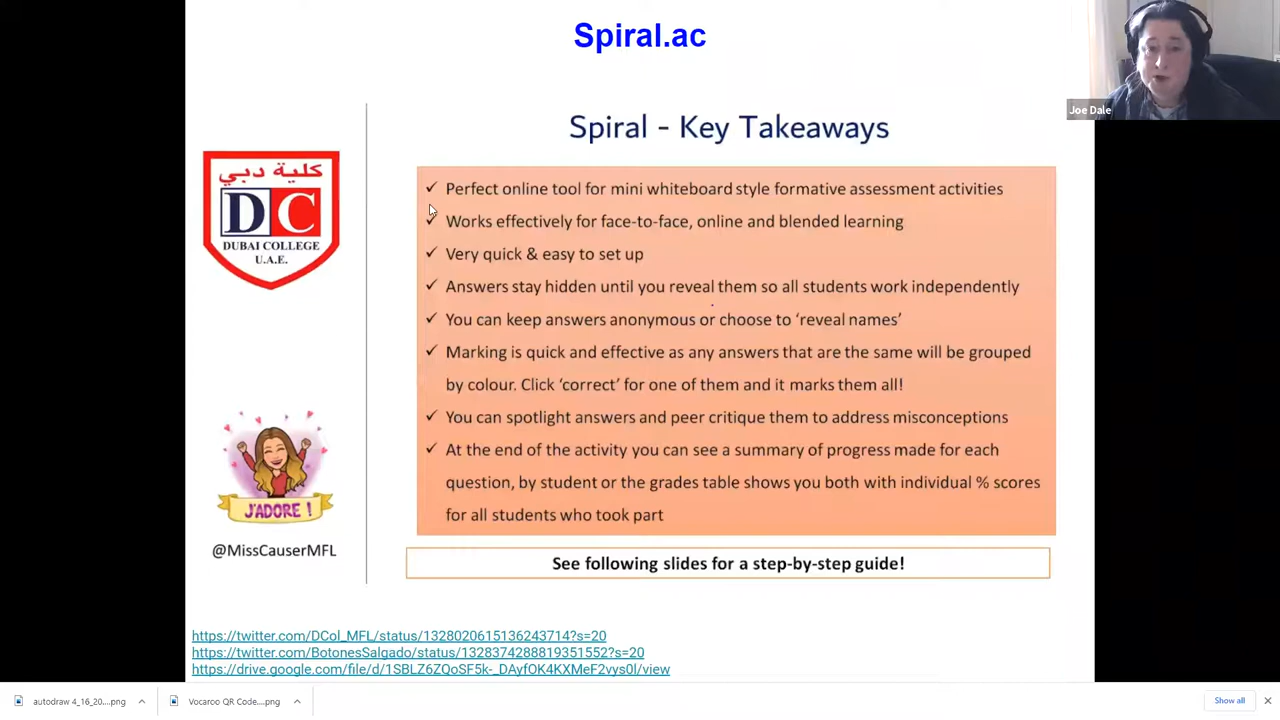 Spiral.ac
Joe Dale
Spiral - Key Takeaways
كلية دبي
DC
DUBAI COLLEGE
U.A.E.
✓ Perfect online tool for mini whiteboard style formative assessment activities
✓ Works effectively for face-to-face, online and blended learning
✓ Very quick & easy to set up
✓ Answers stay hidden until you reveal them so all students work independently
✓ You can keep answers anonymous or choose to ‘reveal names’
✓ Marking is quick and effective as any answers that are the same will be grouped
by colour. Click ‘correct’ for one of them and it marks them all!
✓ You can spotlight answers and peer critique them to address misconceptions
✓ At the end of the activity you can see a summary of progress made for each
question, by student or the grades table shows you both with individual % scores
for all students who took part
J'ADORE !
@MissCauserMFL
See following slides for a step-by-step guide!
https://twitter.com/DCol_MFL/status/1328020615136243714?s=20
https://twitter.com/BotonesSalgado/status/1328374288819351552?s=20
https://drive.google.com/file/d/1SBLZ6ZQoSF5k-_DAyfOK4KXMeF2vys0l/view
autodraw 4_16_20....png
Vocaroo QR Code....png
Show all